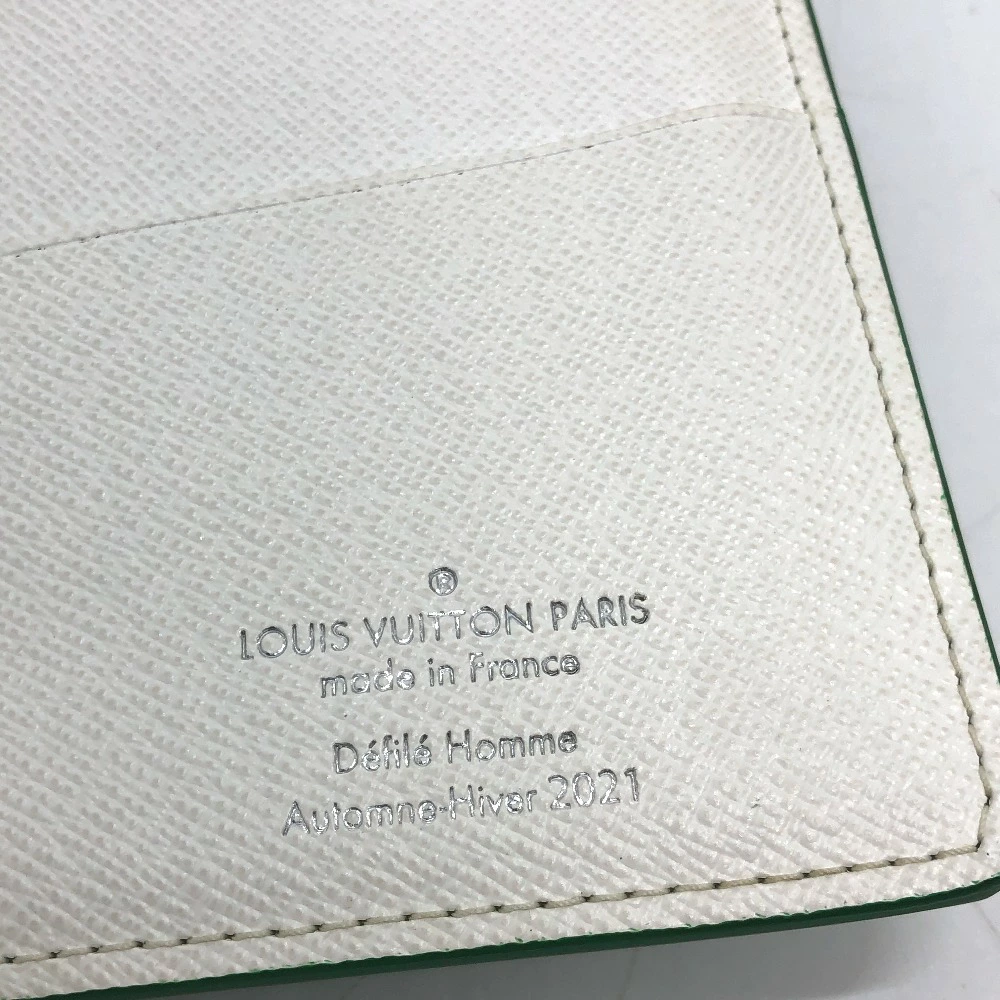 ®
LOUIS VUITTON PARIS
made in France
Défilé Homme
Automne-Hiver 2021